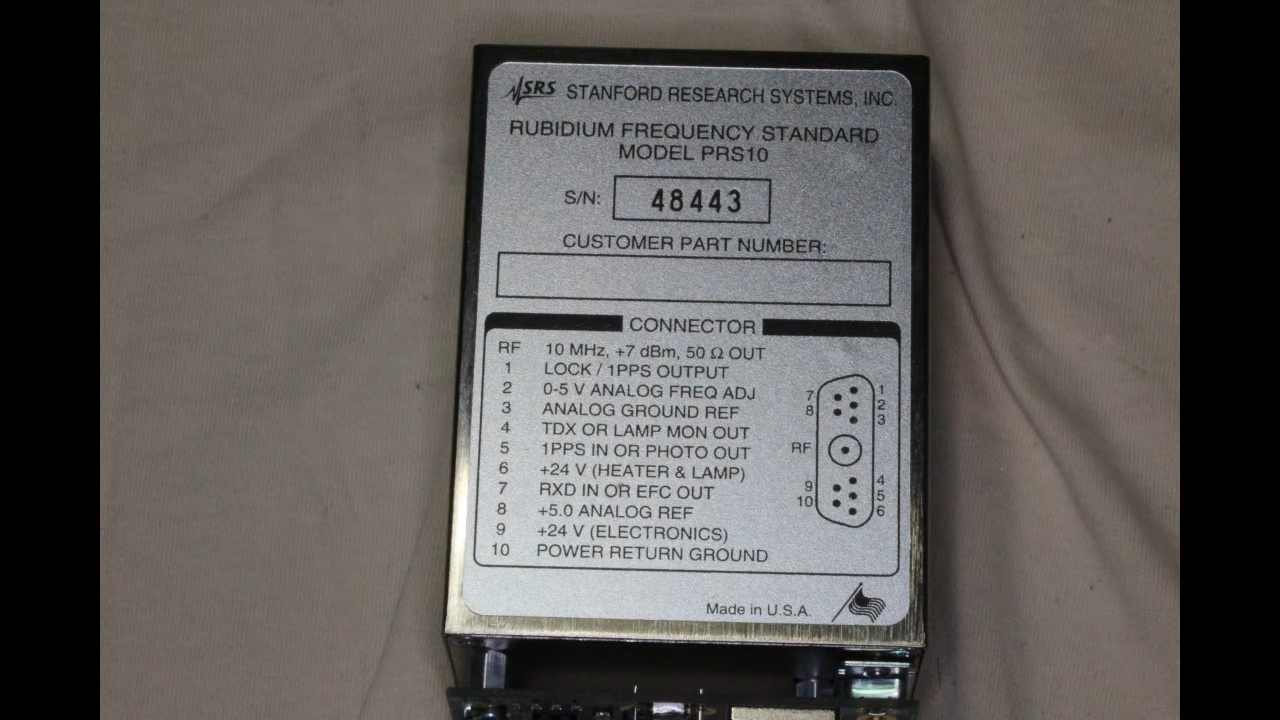 SRS STANFORD RESEARCH SYSTEMS, INC.
RUBIDIUM FREQUENCY STANDARD
MODEL PRS10
S/N: 48443
CUSTOMER PART NUMBER:
CONNECTOR
RF 10 MHz, +7 dBm, 50 Ω OUT
1 LOCK / 1PPS OUTPUT
2 0-5 V ANALOG FREQ ADJ
3 ANALOG GROUND REF
4 TDX OR LAMP MON OUT
5 1PPS IN OR PHOTO OUT
6 +24 V (HEATER & LAMP)
7 RXD IN OR EFC OUT
8 +5.0 ANALOG REF
9 +24 V (ELECTRONICS)
10 POWER RETURN GROUND
7 1
8 2
3
RF
4
9 5
10 6
Made in U.S.A.